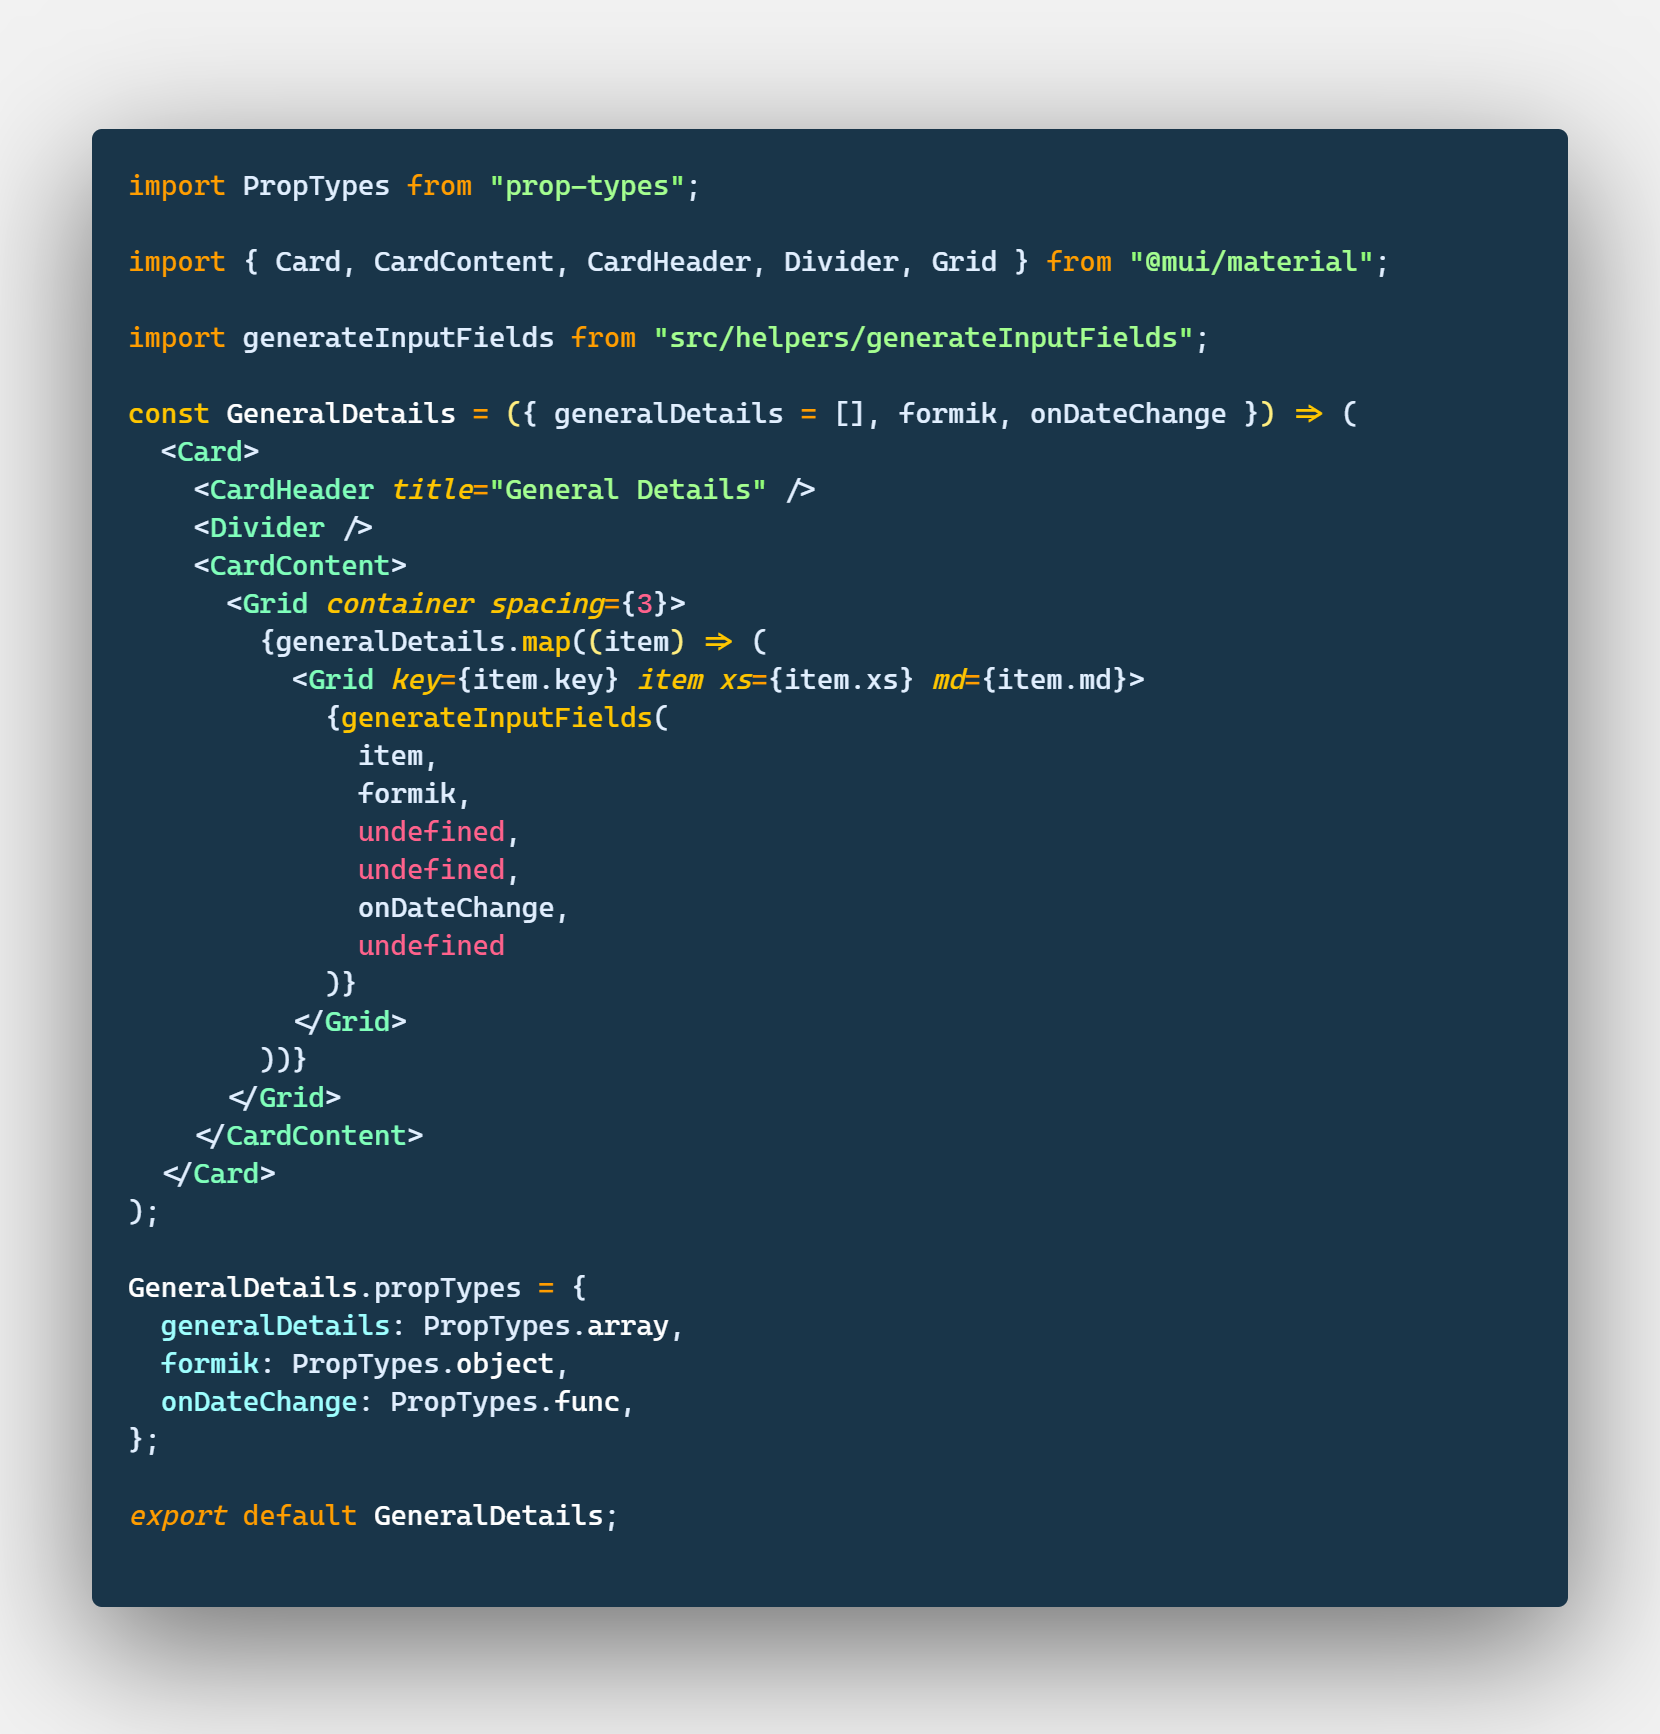 import PropTypes from "prop-types";

import { Card, CardContent, CardHeader, Divider, Grid } from "@mui/material";

import generateInputFields from "src/helpers/generateInputFields";

const GeneralDetails = ({ generalDetails = [], formik, onDateChange }) => (
  <Card>
    <CardHeader title="General Details" />
    <Divider />
    <CardContent>
      <Grid container spacing={3}>
        {generalDetails.map((item) => (
          <Grid key={item.key} item xs={item.xs} md={item.md}>
            {generateInputFields(
              item,
              formik,
              undefined,
              undefined,
              onDateChange,
              undefined
            )}
          </Grid>
        ))}
      </Grid>
    </CardContent>
  </Card>
);

GeneralDetails.propTypes = {
  generalDetails: PropTypes.array,
  formik: PropTypes.object,
  onDateChange: PropTypes.func,
};

export default GeneralDetails;